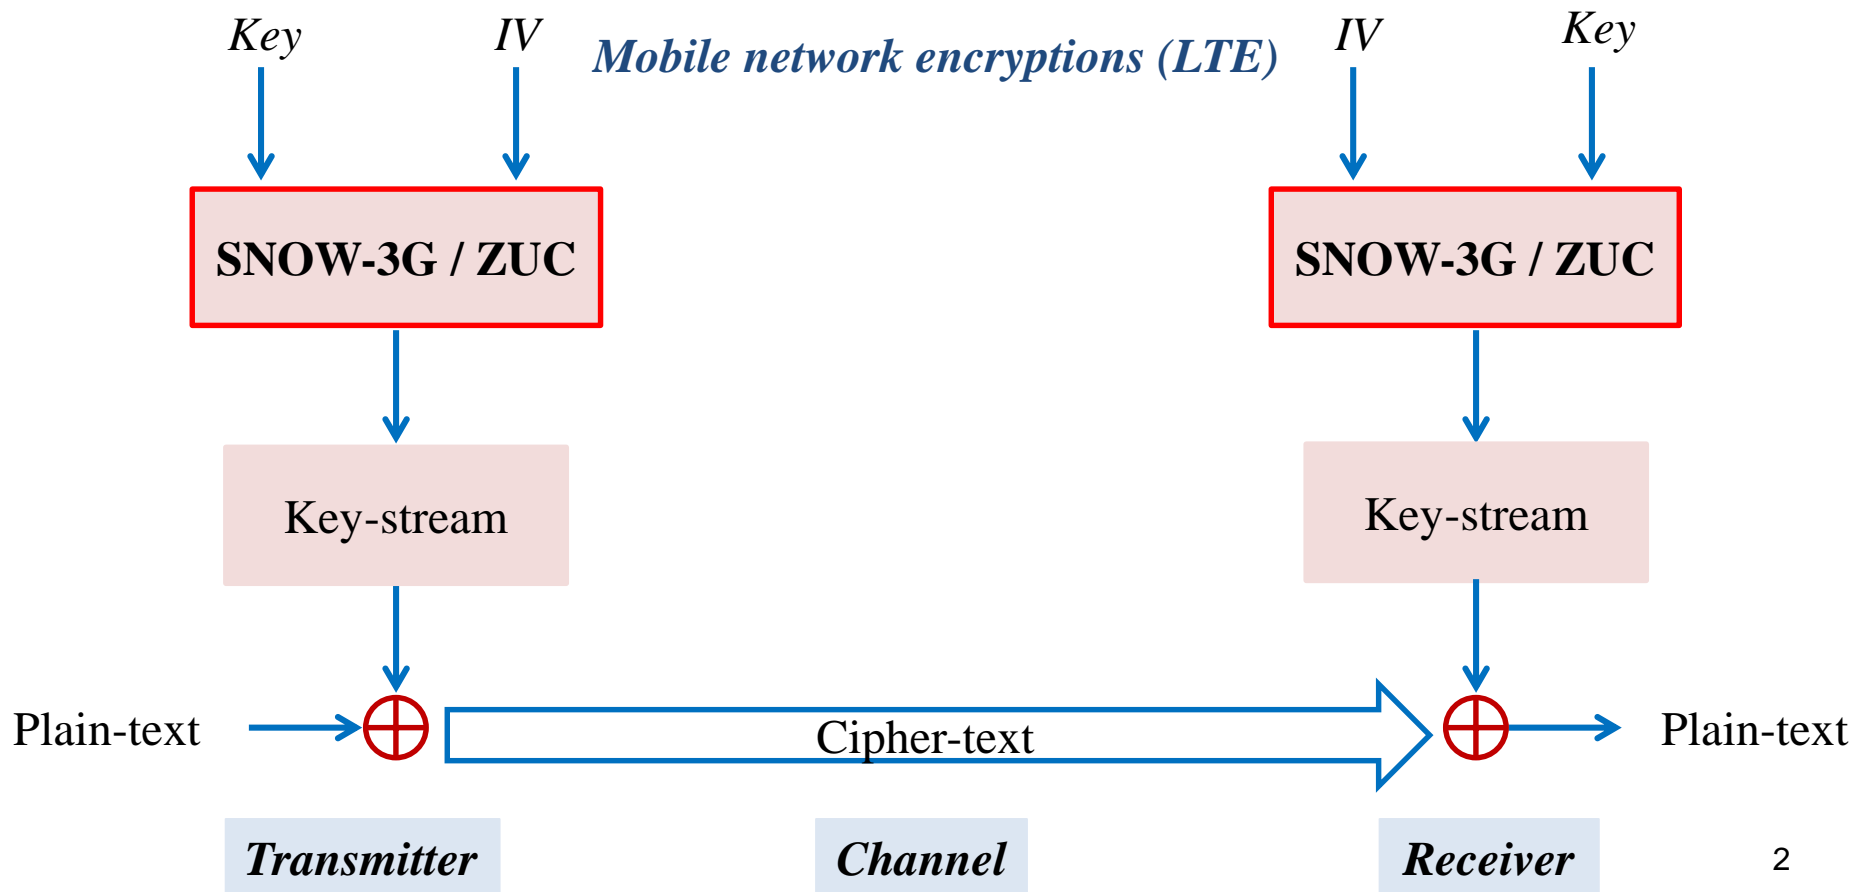 Key
IV
Mobile network encryptions (LTE)
IV
Key
SNOW-3G / ZUC
SNOW-3G / ZUC
Key-stream
Key-stream
Plain-text
Cipher-text
Plain-text
Transmitter
Channel
Receiver
2